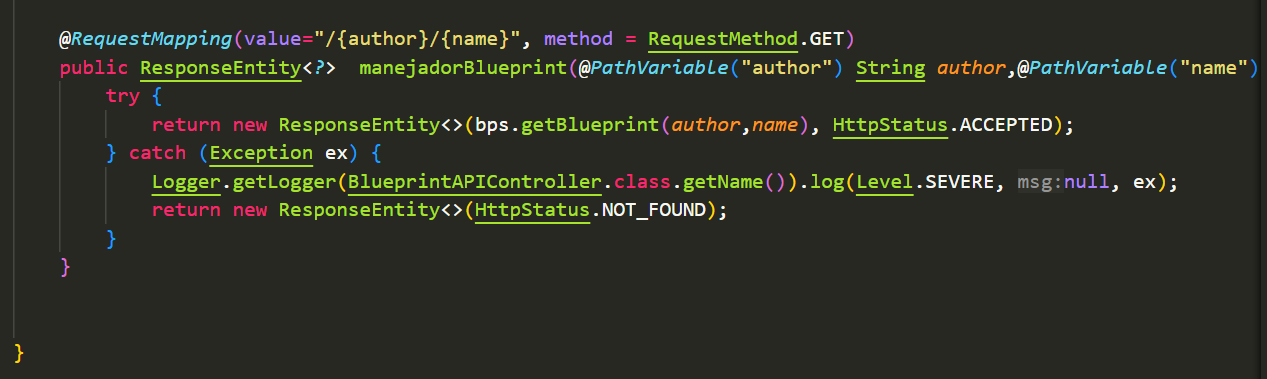 @RequestMapping(value="/{author}/{name}", method = RequestMethod.GET)
public ResponseEntity<?>  manejadorBlueprint(@PathVariable("author") String author,@PathVariable("name")
try {
return new ResponseEntity<>(bps.getBlueprint(author,name), HttpStatus.ACCEPTED);
} catch (Exception ex) {
Logger.getLogger(BlueprintAPIController.class.getName()).log(Level.SEVERE, msg:null, ex);
return new ResponseEntity<>(HttpStatus.NOT_FOUND);
}
}
}